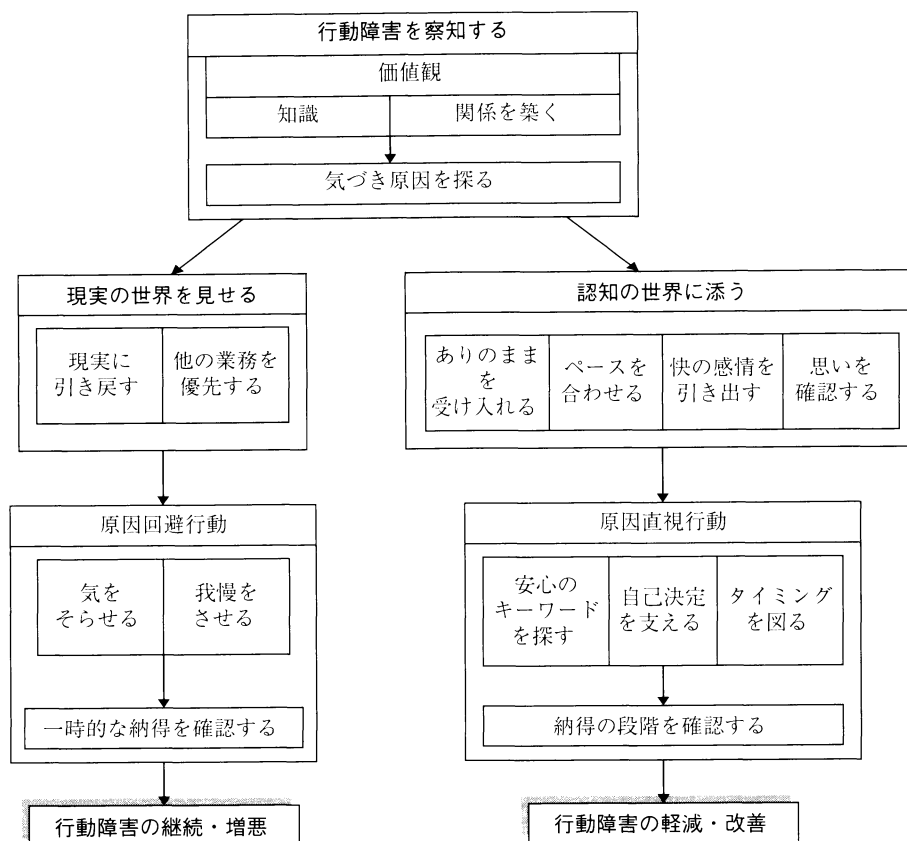 行動障害を察知する
価値観
知識
関係を築く
気づき原因を探る
現実の世界を見せる
現実に
引き戻す
他の業務を
優先する
原因回避行動
気を
そらせる
我慢を
させる
一時的な納得を確認する
行動障害の継続・増悪
認知の世界に添う
ありのまま
を
受け入れる
ペースを
合わせる
快の感情を
引き出す
思いを
確認する
原因直視行動
安心の
キーワード
を探す
自己決定
を支える
タイミング
を図る
納得の段階を確認する
行動障害の軽減・改善